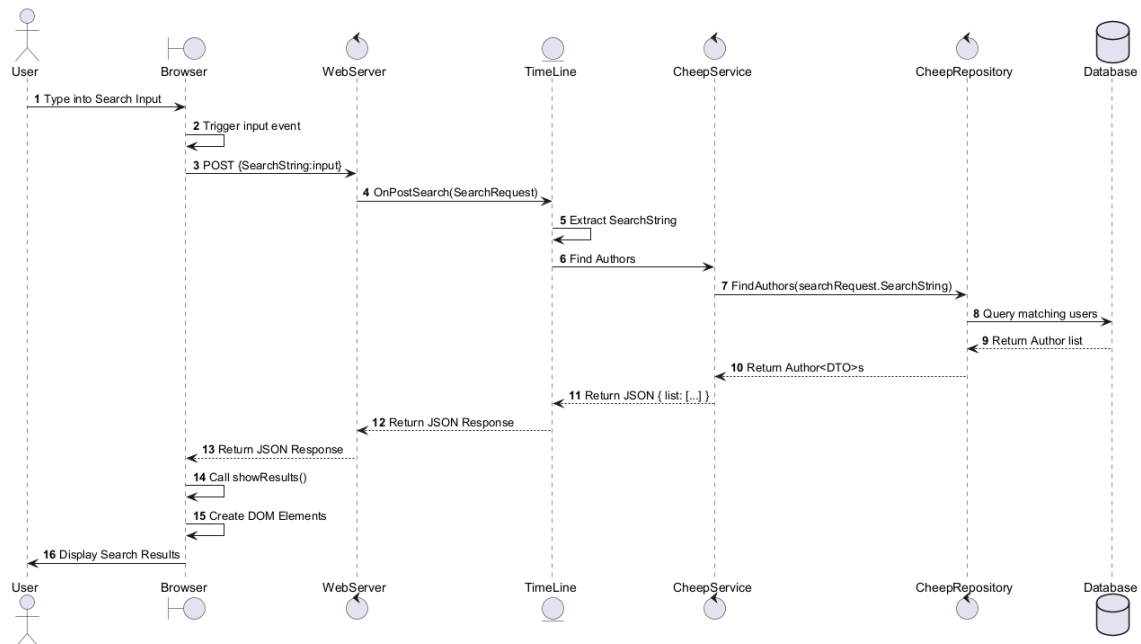 User
Browser
WebServer
TimeLine
CheepService
CheepRepository
Database
1 Type into Search Input
2 Trigger input event
3 POST {SearchString:input}
4 OnPostSearch(SearchRequest)
5 Extract SearchString
6 Find Authors
7 FindAuthors(searchRequest.SearchString)
8 Query matching users
9 Return Author list
10 Return Author<DTO>s
11 Return JSON { list: [...] }
12 Return JSON Response
13 Return JSON Response
14 Call showResults()
15 Create DOM Elements
16 Display Search Results
User
Browser
WebServer
TimeLine
CheepService
CheepRepository
Database